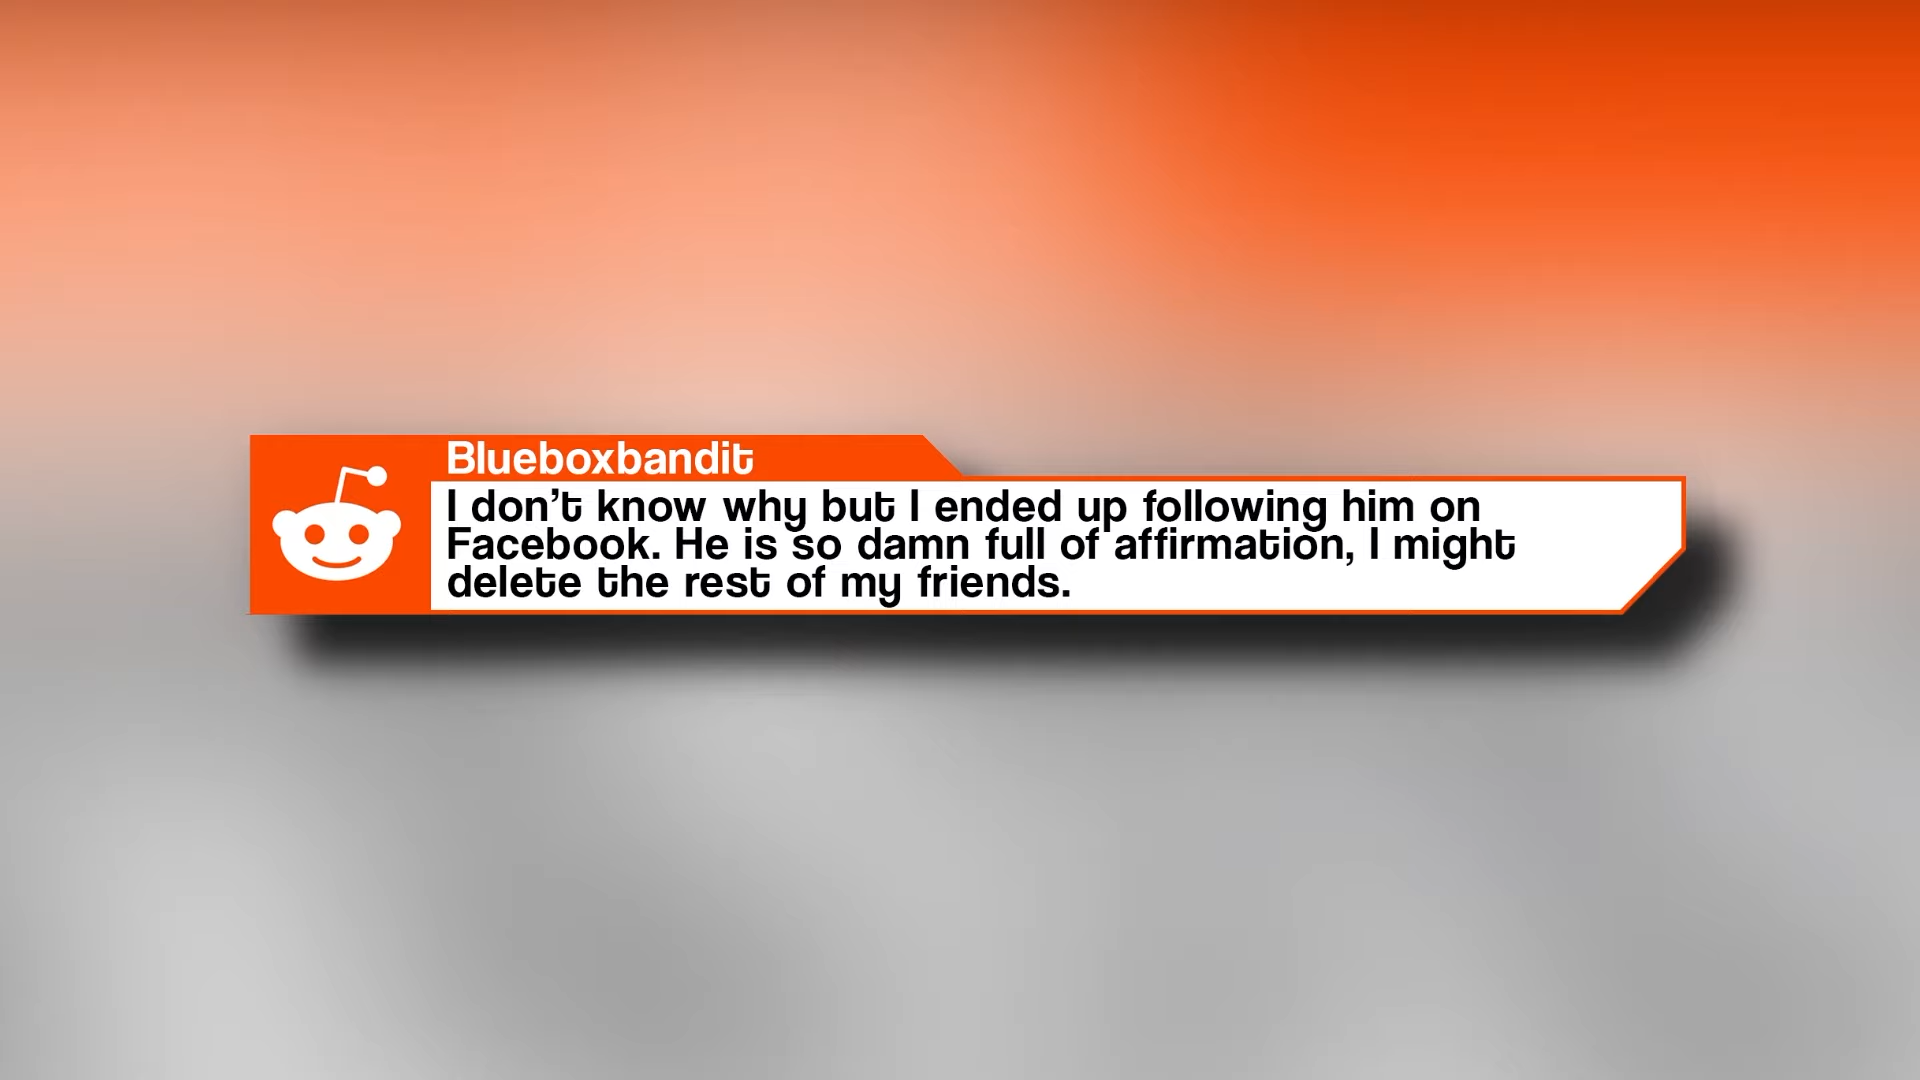 Blueboxbandit
I don’t know why but I ended up following him on
Facebook. He is so damn full of affirmation, I might
delete the rest of my friends.